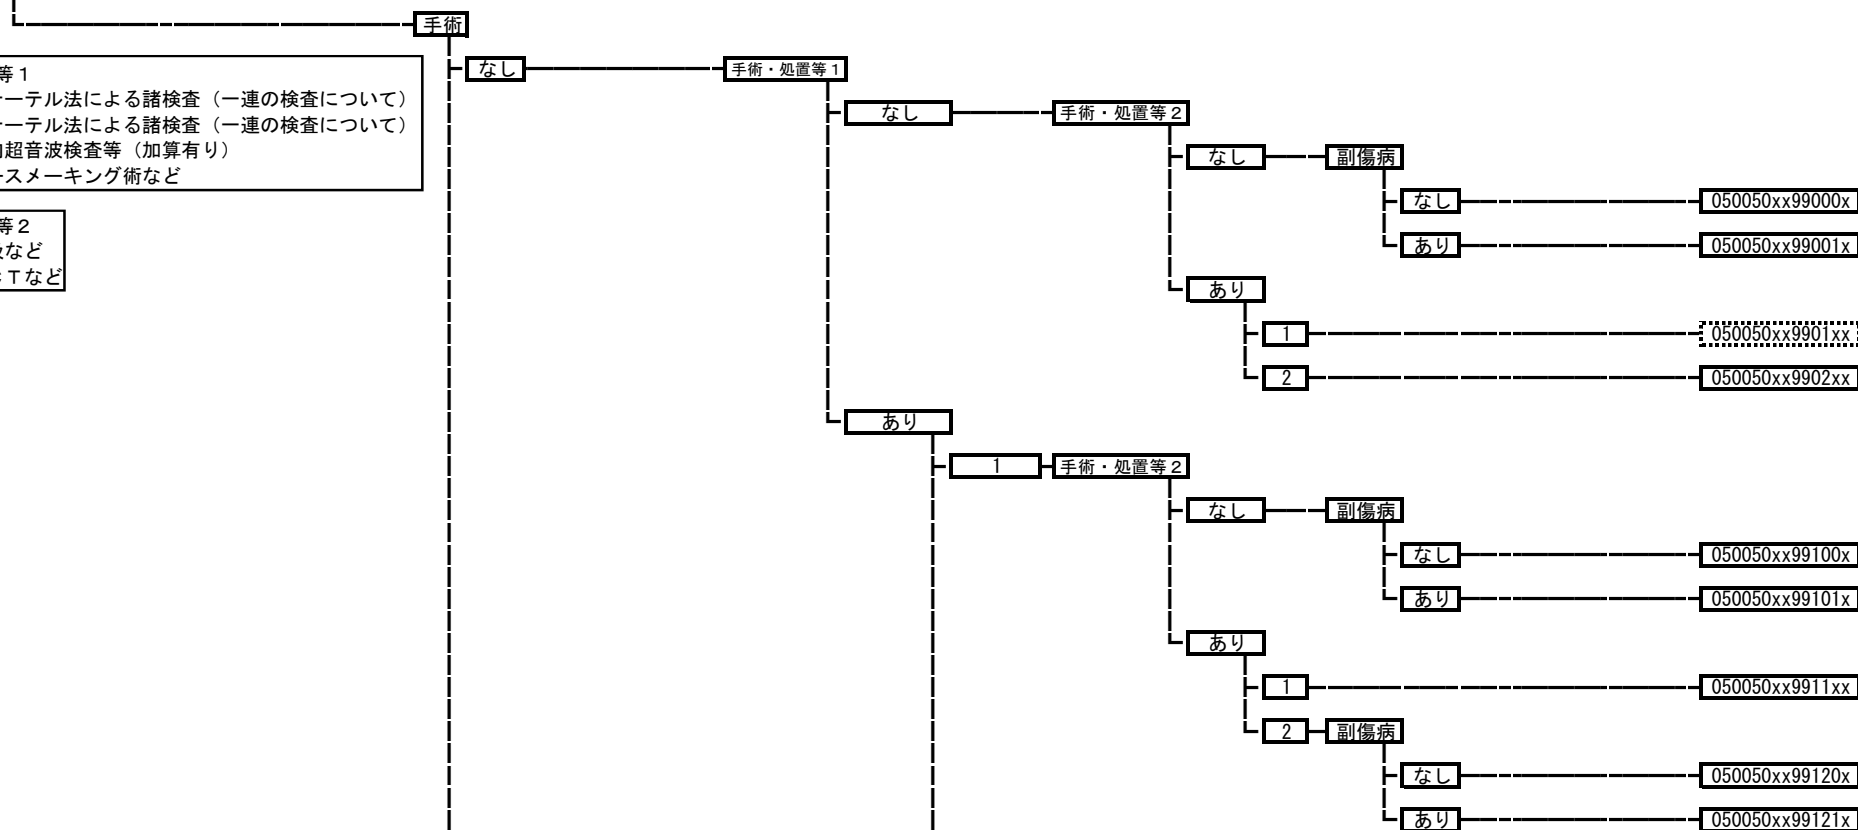 手術
等１
なし
手術・処置等１
ーテル法による諸検査（一連の検査について）
なし
手術・処置等２
ーテル法による諸検査（一連の検査について）
超音波検査等（加算有り）
なし
副傷病
スメーキング術など
なし
050050xx99000x
等２
など
あり
050050xx99001x
Ｔなど
あり
1
050050xx9901xx
2
050050xx9902xx
あり
1
手術・処置等２
なし
副傷病
なし
050050xx99100x
あり
050050xx99101x
あり
1
050050xx9911xx
2
副傷病
なし
050050xx99120x
あり
050050xx99121x